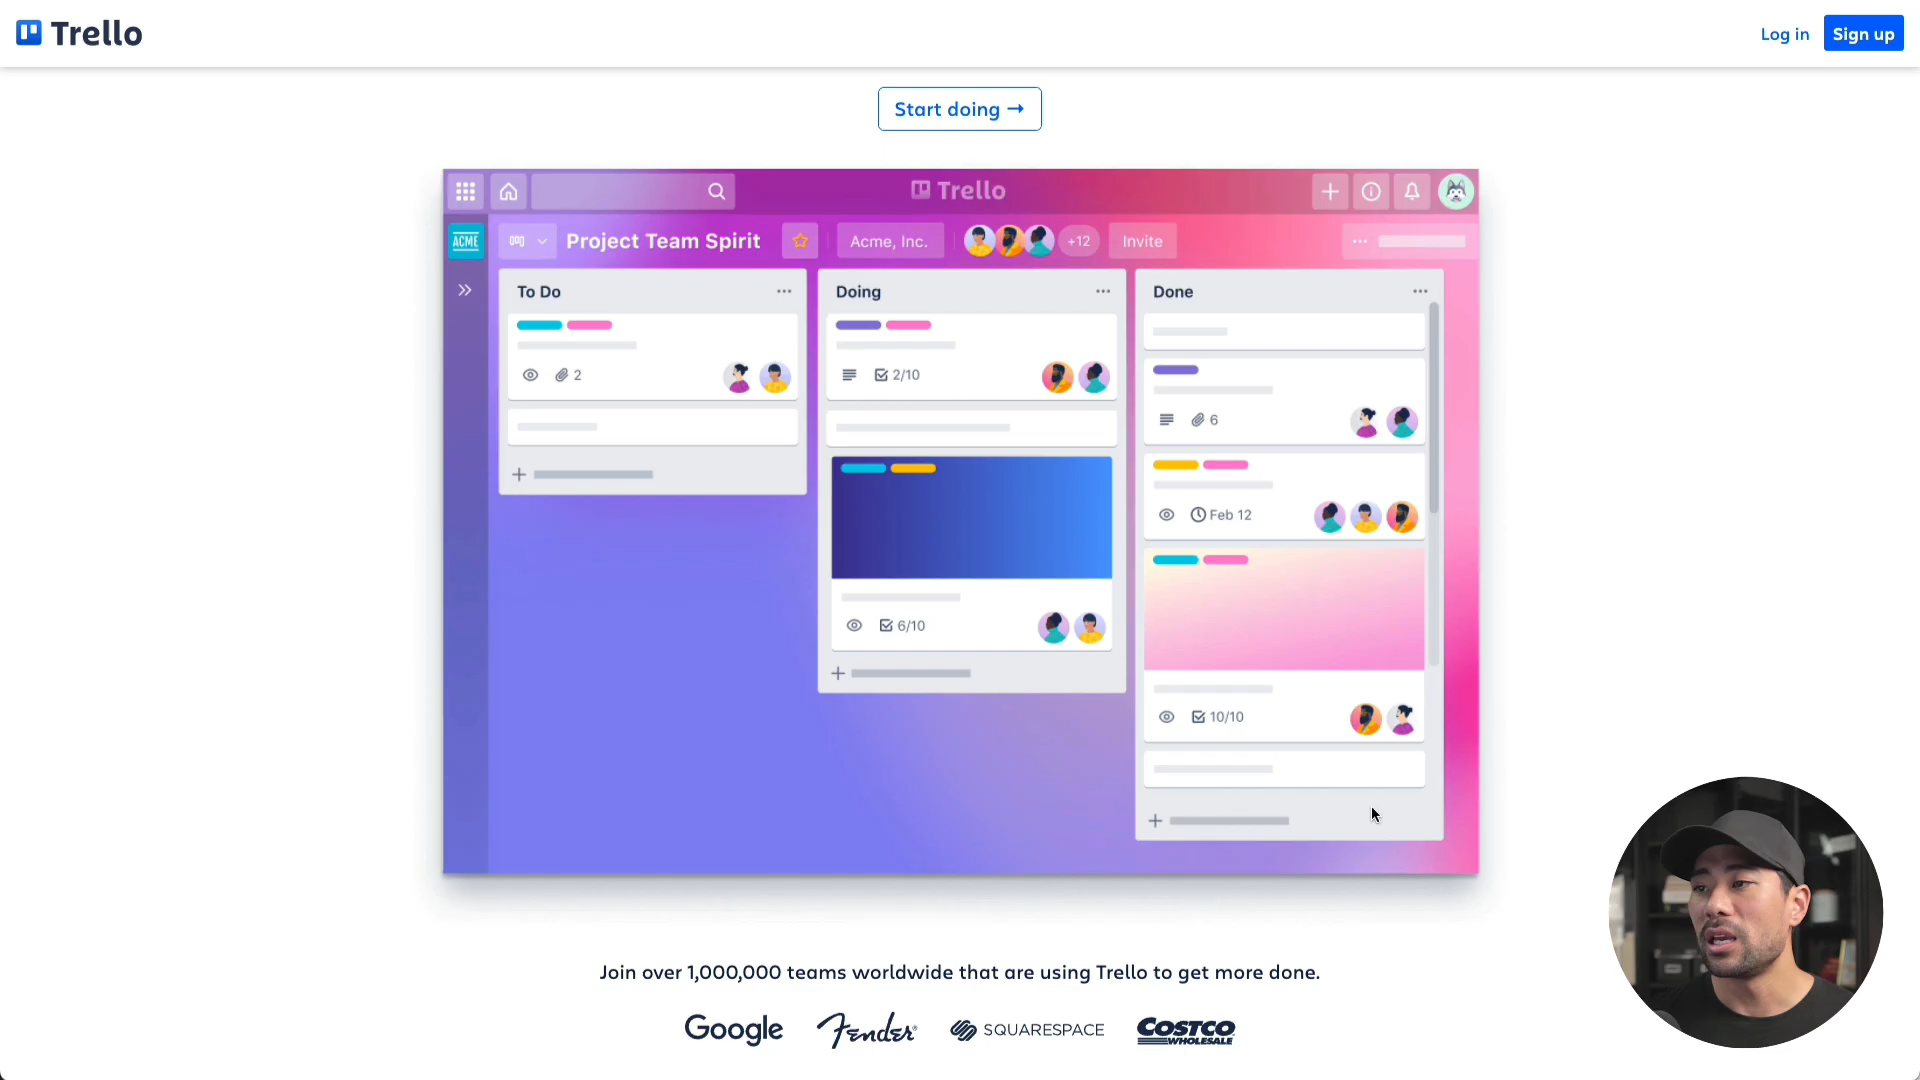 Trello
Log in
Sign up
Start doing →
Trello
ACME
Project Team Spirit
Acme, Inc.
+12
Invite
To Do
2
Doing
2/10
6/10
Done
6
Feb 12
10/10
Join over 1,000,000 teams worldwide that are using Trello to get more done.
Google
Fender
SQUARESPACE
COSTCO
WHOLESALE